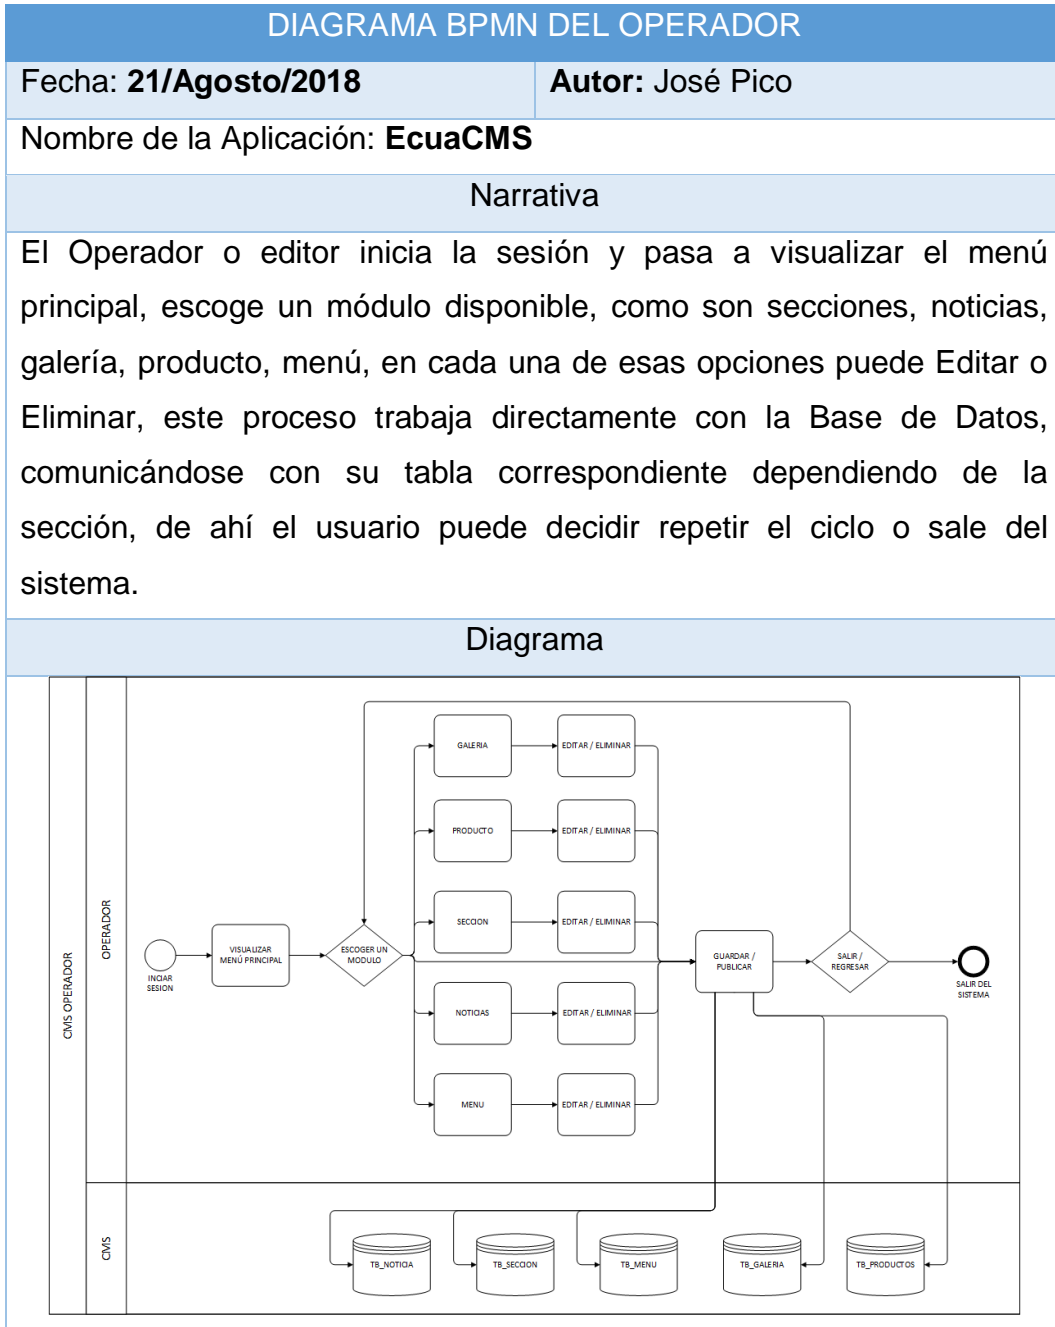 DIAGRAMA BPMN DEL OPERADOR
Fecha: 21/Agosto/2018
Autor: José Pico
Nombre de la Aplicación: EcuaCMS
Narrativa
El Operador o editor inicia la sesión y pasa a visualizar el menú
principal, escoge un módulo disponible, como son secciones, noticias,
galería, producto, menú, en cada una de esas opciones puede Editar o
Eliminar, este proceso trabaja directamente con la Base de Datos,
comunicándose con su tabla correspondiente dependiendo de la
sección, de ahí el usuario puede decidir repetir el ciclo o sale del
sistema.
Diagrama
CMS OPERADOR
OPERADOR
INCIAR
SESION
VISUALIZAR
MENÚ PRINCIPAL
ESCOGER UN
MODULO
GALERIA
EDITAR / ELIMINAR
PRODUCTO
EDITAR / ELIMINAR
SECCION
EDITAR / ELIMINAR
NOTICIAS
EDITAR / ELIMINAR
MENU
EDITAR / ELIMINAR
GUARDAR /
PUBLICAR
SALIR /
REGRESAR
SALIR DEL
SISTEMA
CMS
TB_NOTICIA
TB_SECCION
TB_MENU
TB_GALERIA
TB_PRODUCTOS